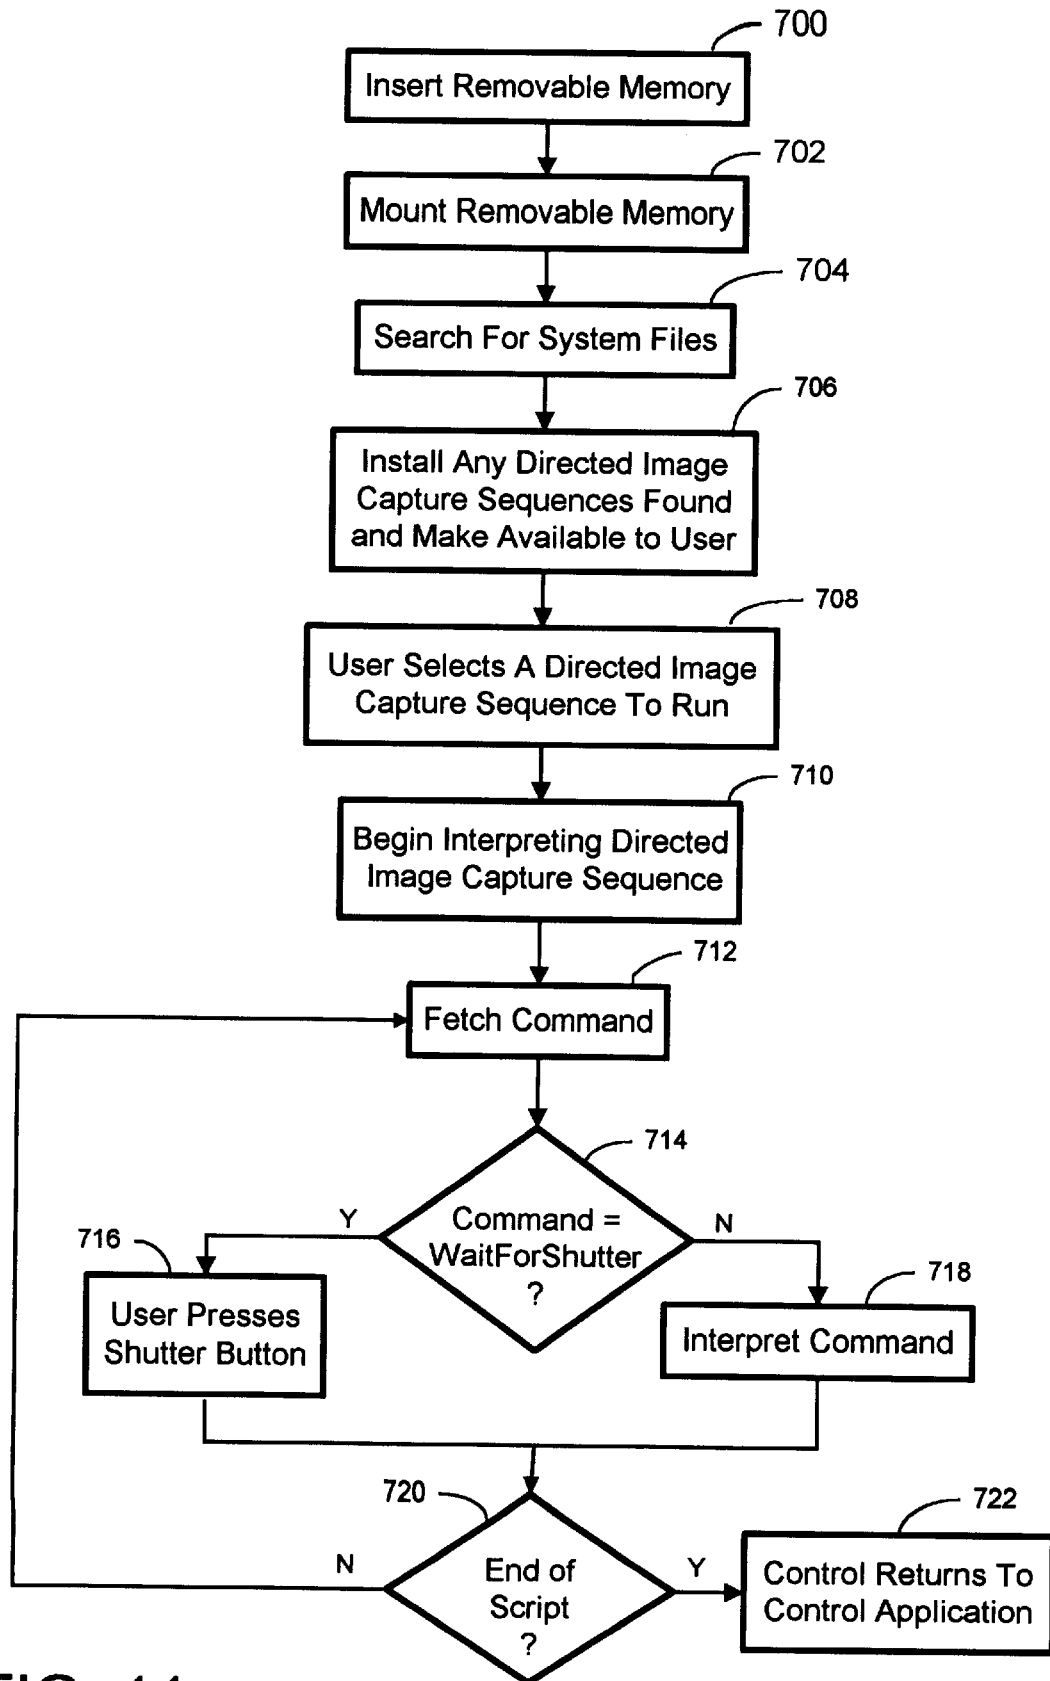 700
Insert Removable Memory
702
Mount Removable Memory
704
Search For System Files
706
Install Any Directed Image
Capture Sequences Found
and Make Available to User
708
User Selects A Directed Image
Capture Sequence To Run
710
Begin Interpreting Directed
Image Capture Sequence
712
Fetch Command
714
Command =
WaitForShutter
?
Y
N
716
User Presses
Shutter Button
718
Interpret Command
720
End of
Script
?
N
Y
722
Control Returns To
Control Application